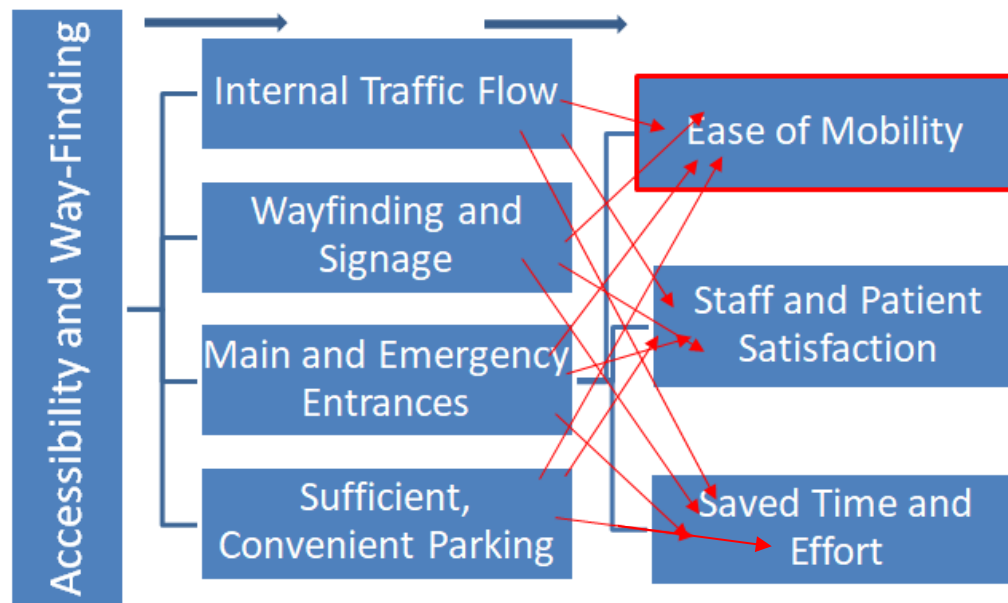 Accessibility and Way-Finding
Internal Traffic Flow
Wayfinding and
Signage
Main and Emergency
Entrances
Sufficient,
Convenient Parking
Ease of Mobility
Staff and Patient
Satisfaction
Saved Time and
Effort